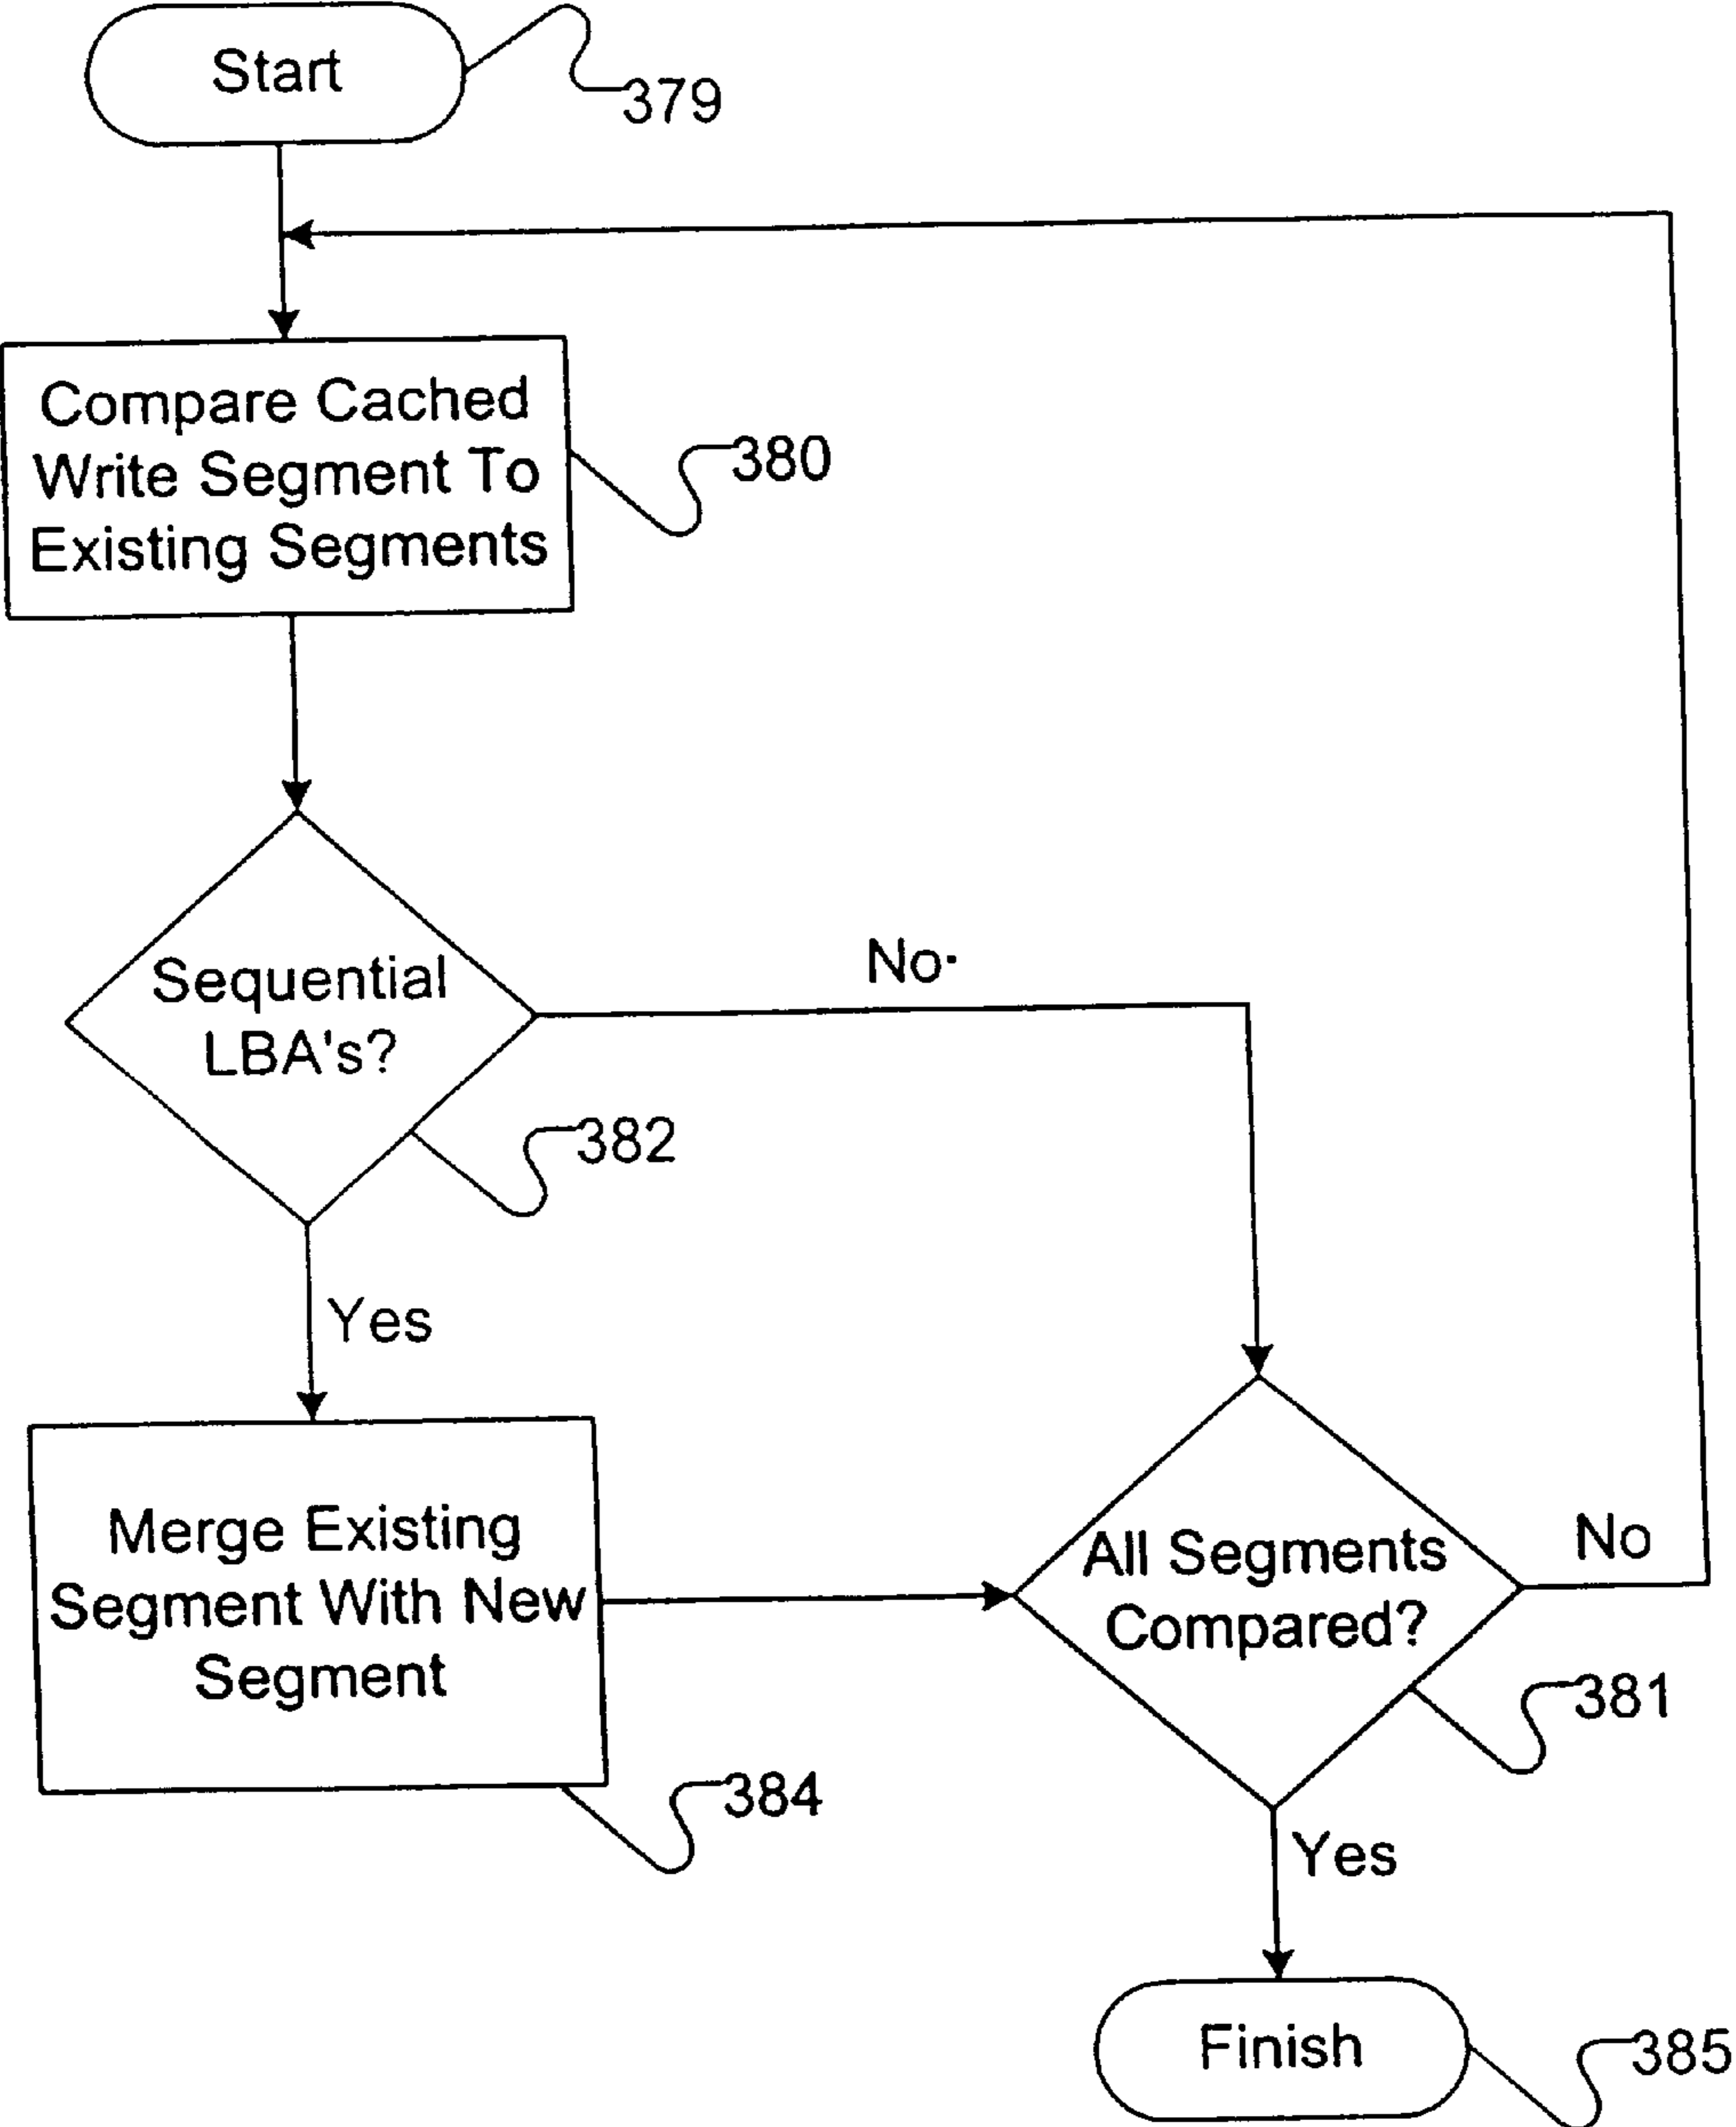 Start
379
Compare Cached
Write Segment To
Existing Segments
380
Sequential
LBA's?
No
382
Yes
Merge Existing
Segment With New
Segment
384
All Segments
Compared?
No
381
Yes
Finish
385